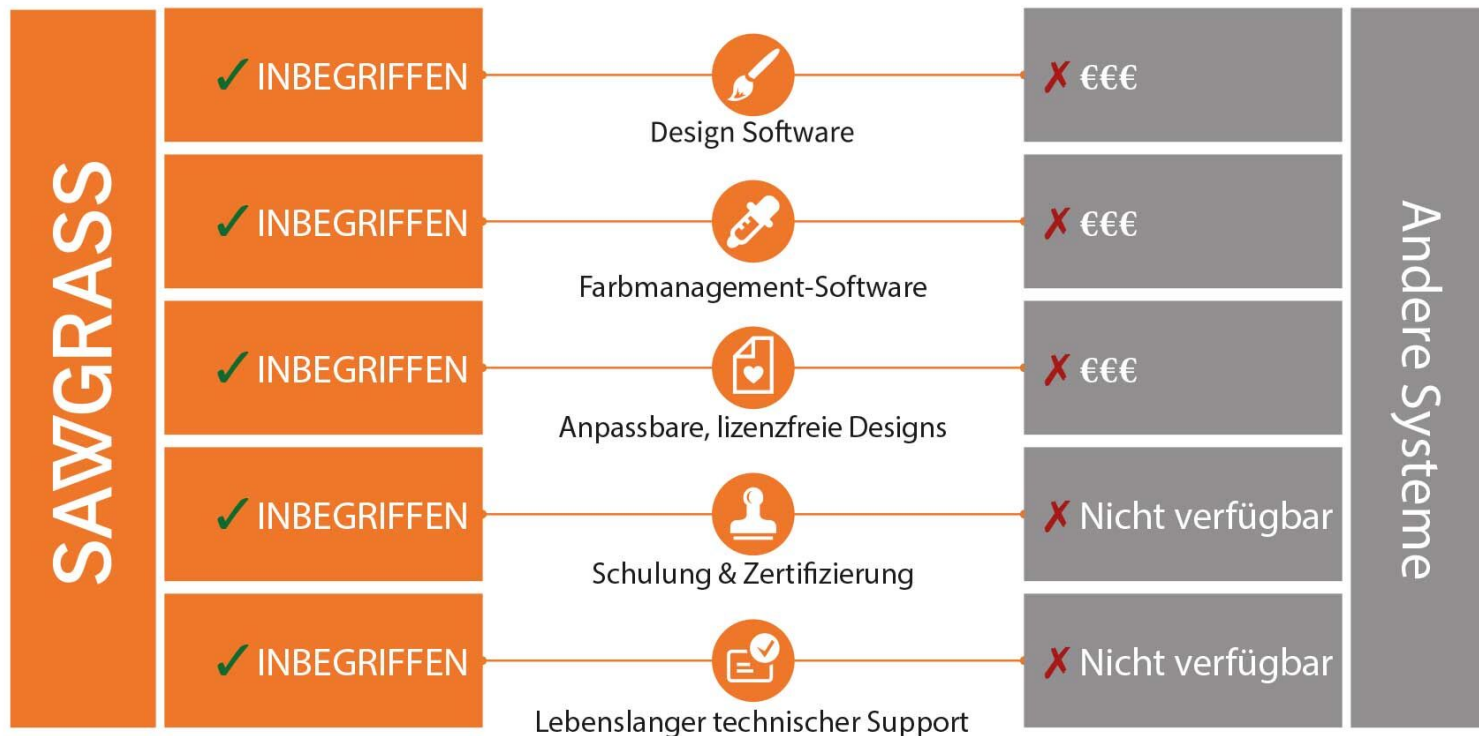 SAWGRASS
✓ INBEGRIFFEN
Design Software
✗ €€€
✓ INBEGRIFFEN
Farbmanagement-Software
✗ €€€
✓ INBEGRIFFEN
Anpassbare, lizenzfreie Designs
✗ €€€
✓ INBEGRIFFEN
Schulung & Zertifizierung
✗ Nicht verfügbar
✓ INBEGRIFFEN
Lebenslanger technischer Support
✗ Nicht verfügbar
Andere Systeme